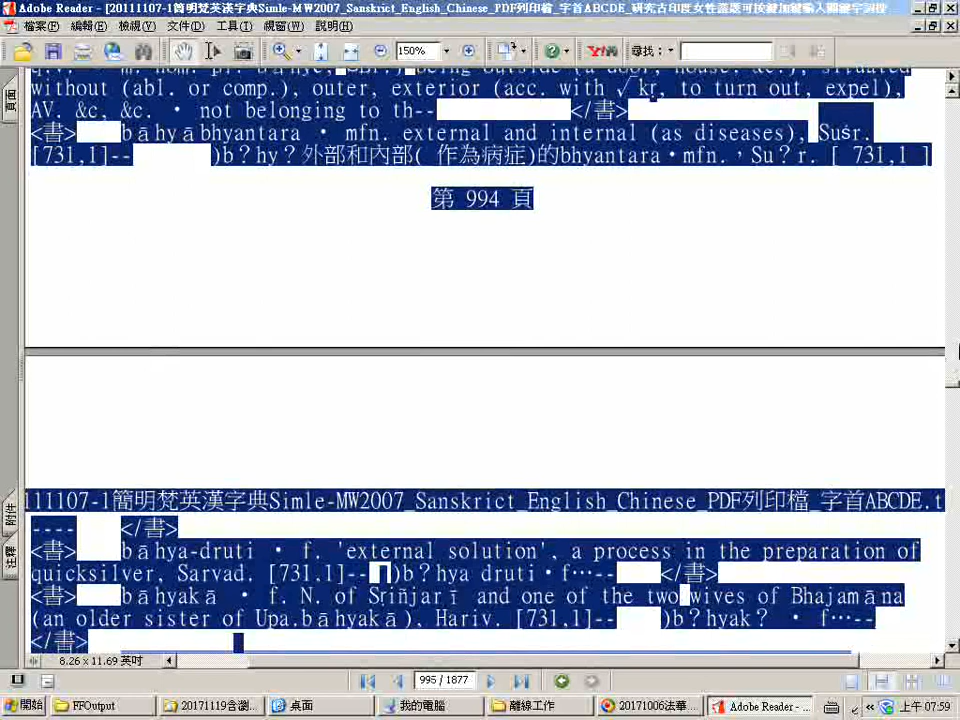 Adobe Reader - [20111107-1簡明梵英漢字典Simle-MW2007_Sanskrict_English_Chinese_PDF列印檔_字首ABCDE_研究古印度女性議題可按鍵加鍵輸入關鍵字詞搜
檔案(F) 編輯(E) 檢視(V) 文件(D) 工具(T) 視窗(W) 說明(H)
150% Y! 尋找:
頁面
being outside (a door, house, &c.), situated
without (abl. or comp.), outer, exterior (acc. with √kṛ, to turn out, expel),
AV. &c, &c. · not belonging to th-- </書>
<書> bāhyābhyantara · mfn. external and internal (as diseases), Suśr.
[731,1]-- )b？hy？外部和內部( 作為病症)的bhyantara·mfn.，Su？r. [ 731,1 ]
第 994 頁
111107-1簡明梵英漢字典Simle-MW2007_Sanskrict_English_Chinese_PDF列印檔_字首ABCDE.t
---- </書>
<書> bāhya-druti · f. 'external solution', a process in the preparation of
quicksilver, Sarvad. [731,1]-- )b？hya druti·f…-- </書>
<書> bāhyakā · f. N. of Sriñjarī and one of the two wives of Bhajamāna
(an older sister of Upa.bāhyakā), Hariv. [731,1]-- )b？hyak？ · f…--
</書>
附件
註釋
8.26 x 11.69 英吋
995 / 1877
開始 FFOutput 20171119含瀏... 桌面 我的電腦 離線工作 20171006法華... Adobe Reader - [... 上午 07:59